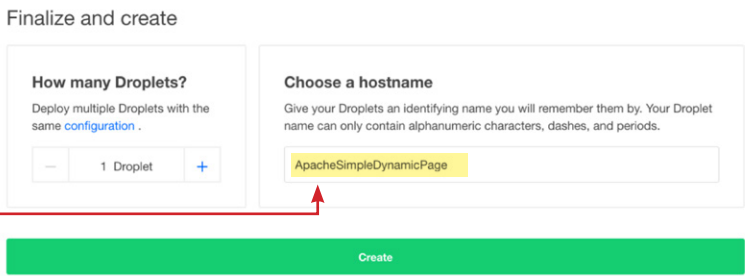 Finalize and create
How many Droplets?
Deploy multiple Droplets with the
same configuration .
− 1 Droplet +
Choose a hostname
Give your Droplets an identifying name you will remember them by. Your Droplet
name can only contain alphanumeric characters, dashes, and periods.
ApacheSimpleDynamicPage
Create